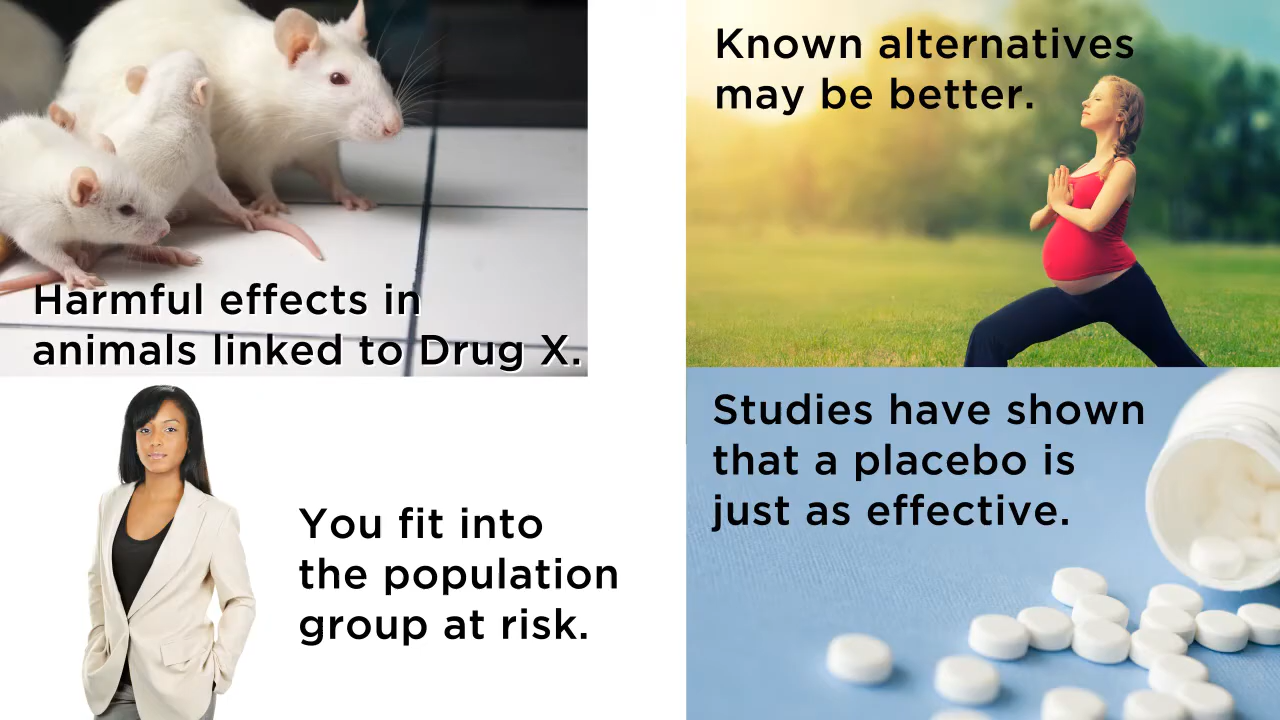 Harmful effects in
animals linked to Drug X.
Known alternatives
may be better.
You fit into
the population
group at risk.
Studies have shown
that a placebo is
just as effective.